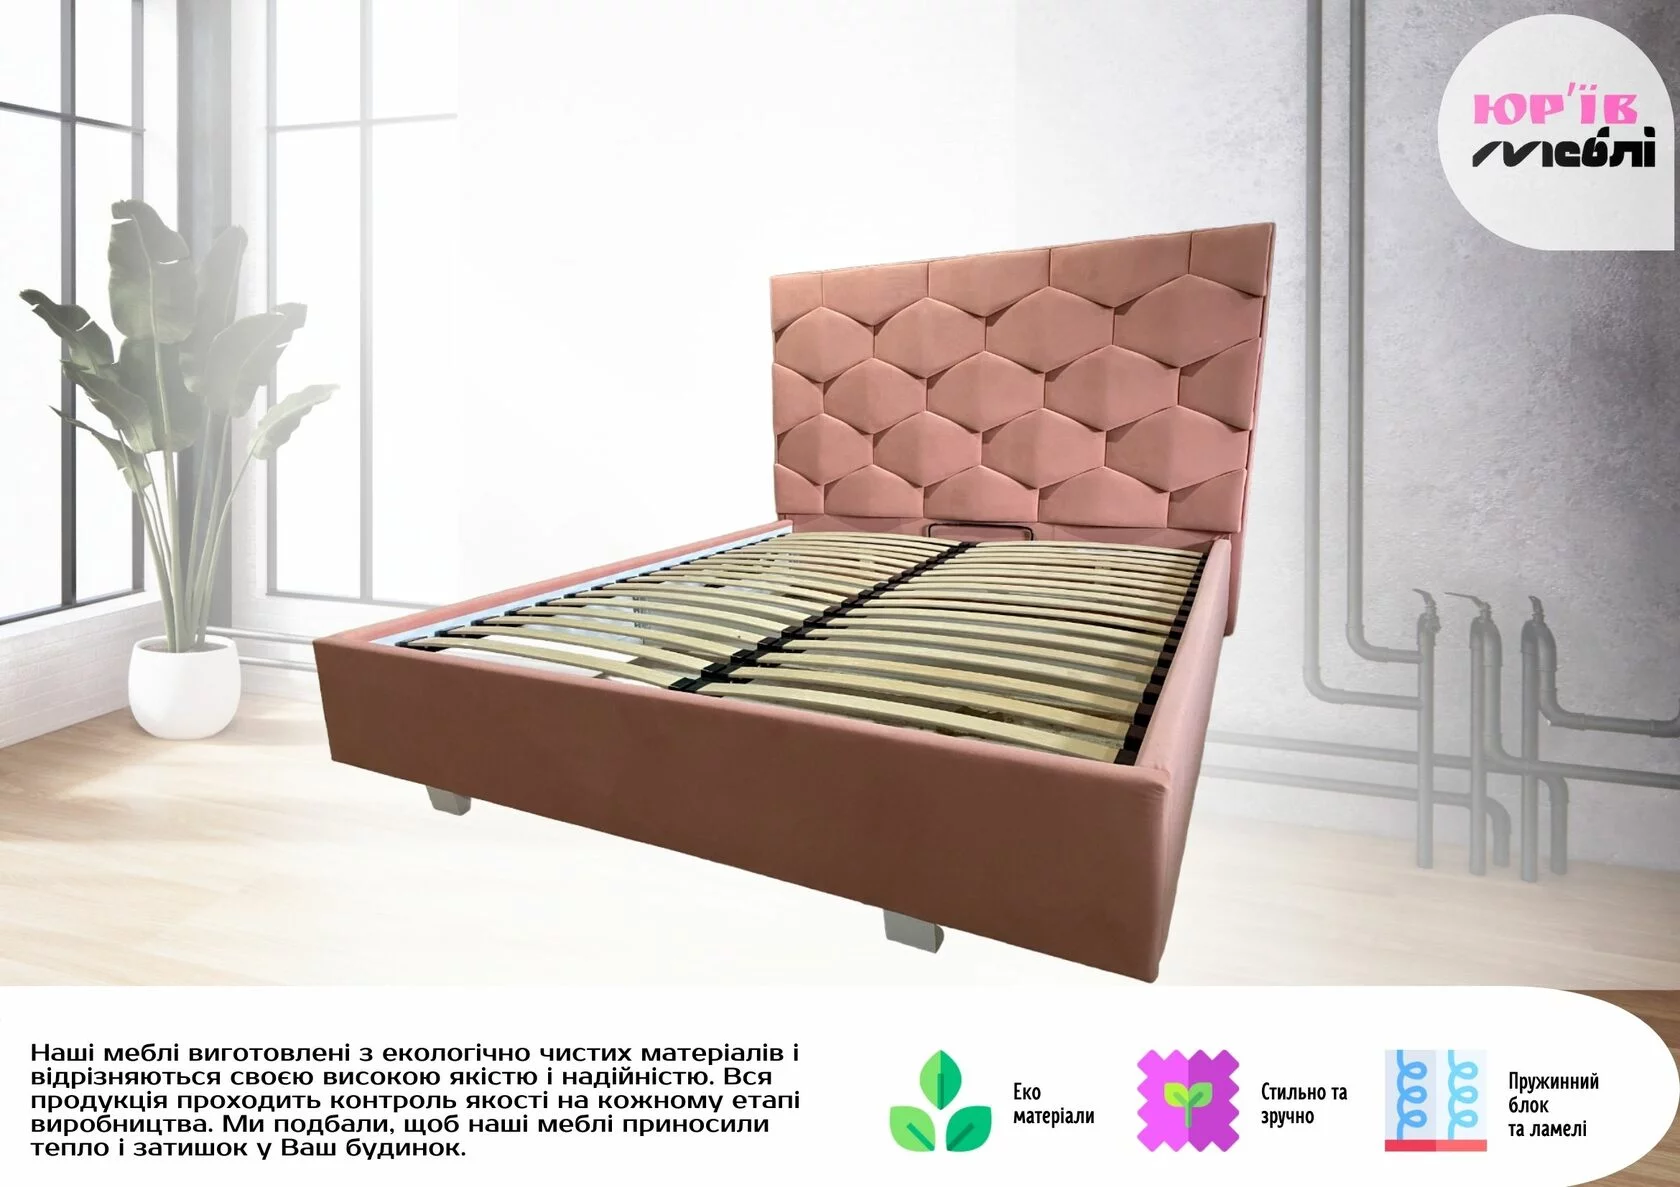 ЮР'ЇВ
меблі
Наші меблі виготовлені з екологічно чистих матеріалів і
відрізняються своєю високою якістю і надійністю. Вся
продукція проходить контроль якості на кожному етапі
виробництва. Ми подбали, щоб наші меблі приносили
тепло і затишок у Ваш будинок.
Еко
матеріали
Стильно та
зручно
Пружинний
блок
та ламелі